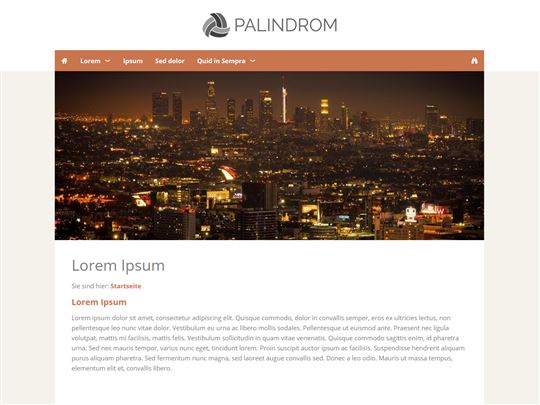 PALINDROM
Lorem Ipsum Sed dolor Quid in Sempra
Lorem Ipsum
Sie sind hier: Startseite
Lorem Ipsum
Lorem ipsum dolor sit amet, consectetur adipiscing elit. Quisque commodo, dolor in convallis semper, eros ex ultricies lectus, non
pellentesque leo nunc vitae dolor. Vestibulum eu urna ac libero mollis sodales. Pellentesque ut euismod ante. Praesent nec ligula
volutpat, mattis mi facilisis, mattis felis. Vestibulum sollicitudin in quam vitae venenatis. Quisque commodo sagittis enim, id pharetra
urna. Sed nec mauris tempor, varius nunc eget, tincidunt lorem. Proin suscipit auctor ipsum ac facilisis. Suspendisse hendrerit aliquam
purus aliquam pharetra. Sed fermentum nunc magna, sed laoreet augue convallis sed. Donec a leo odio. Mauris ut massa tempus,
elementum elit et, convallis libero.